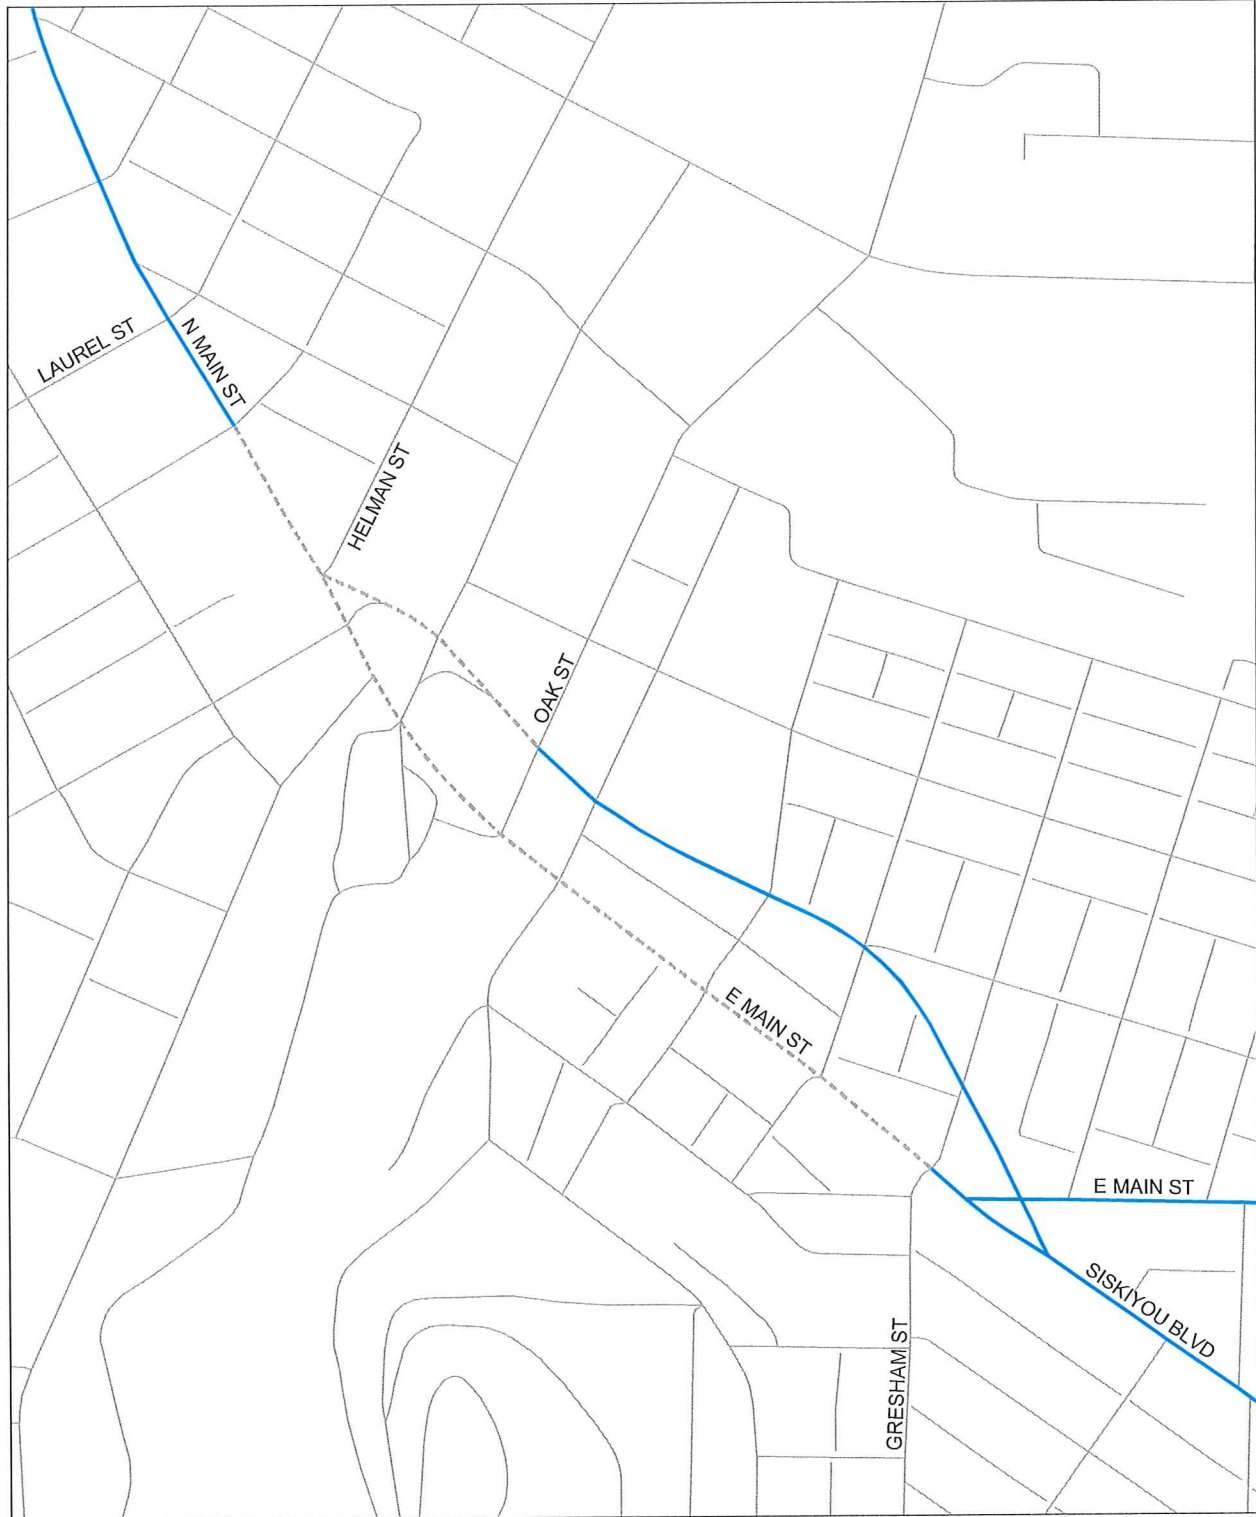 LAUREL ST
N MAIN ST
HELMAN ST
OAK ST
E MAIN ST
E MAIN ST
SISKIYOU BLVD
GRESHAM ST